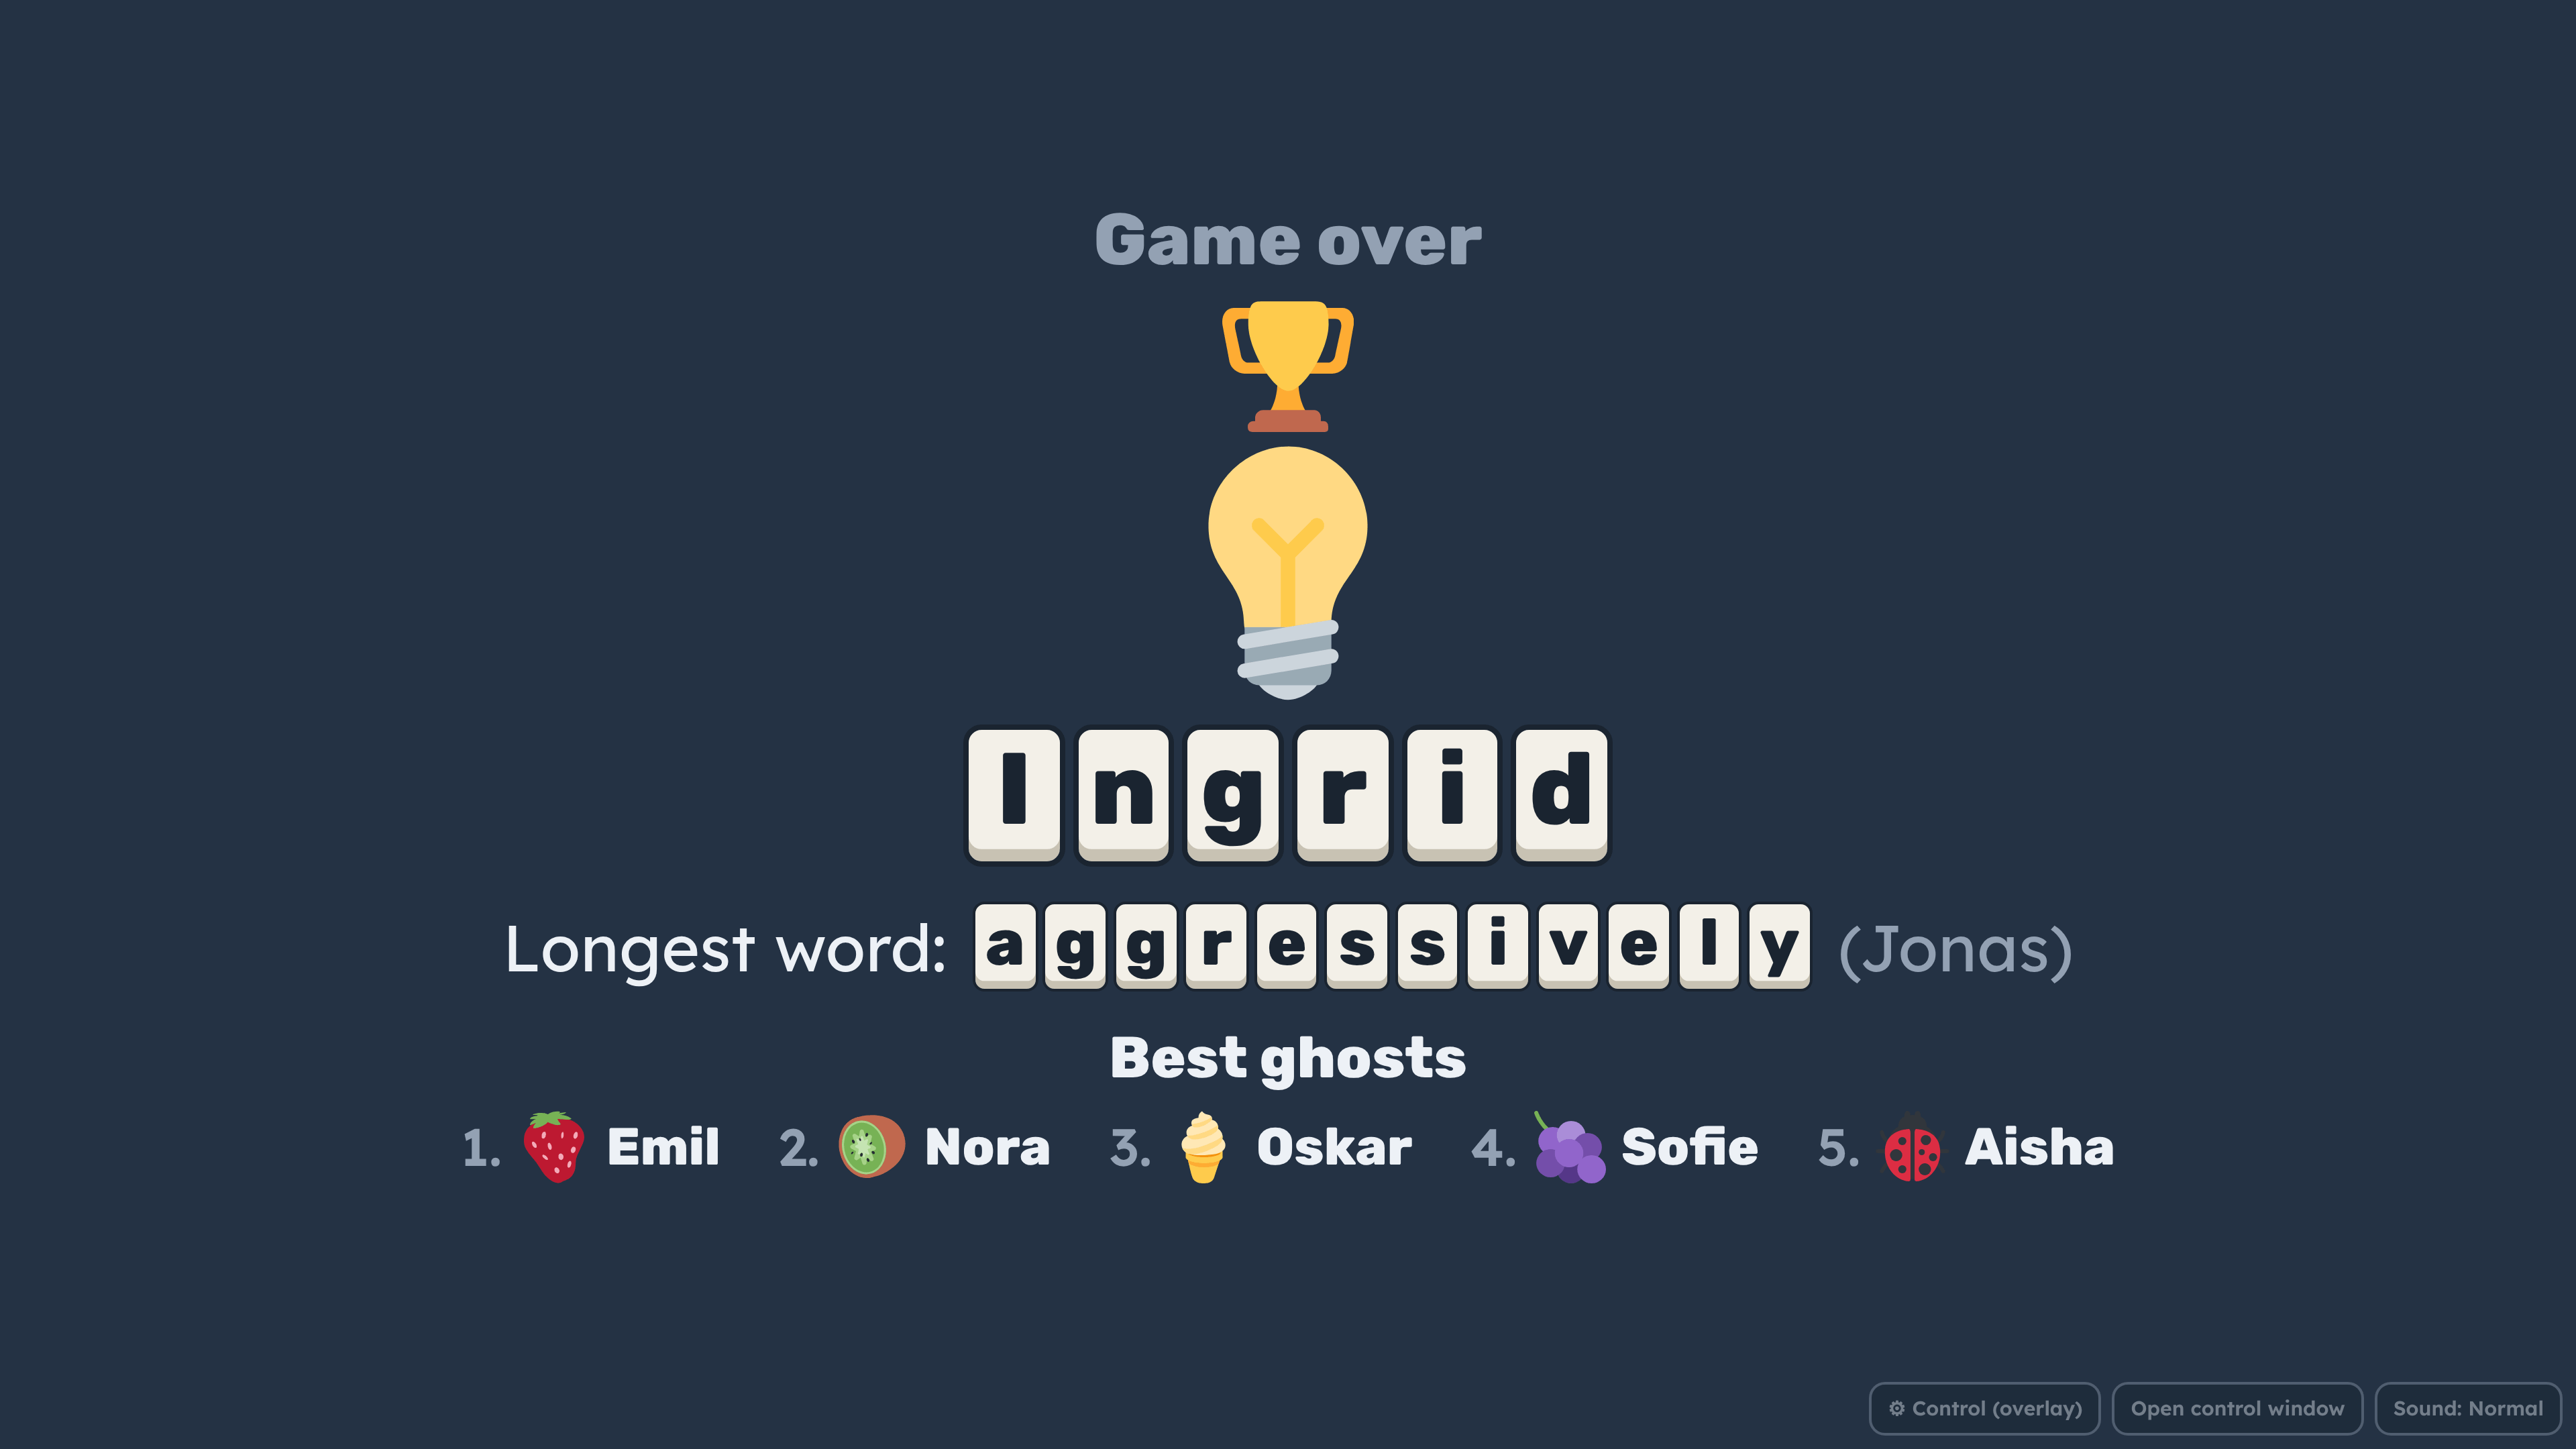 Game over
Ingrid
Longest word: aggressively (Jonas)
Best ghosts
1. Emil 2. Nora 3. Oskar 4. Sofie 5. Aisha
⚙ Control (overlay) Open control window Sound: Normal